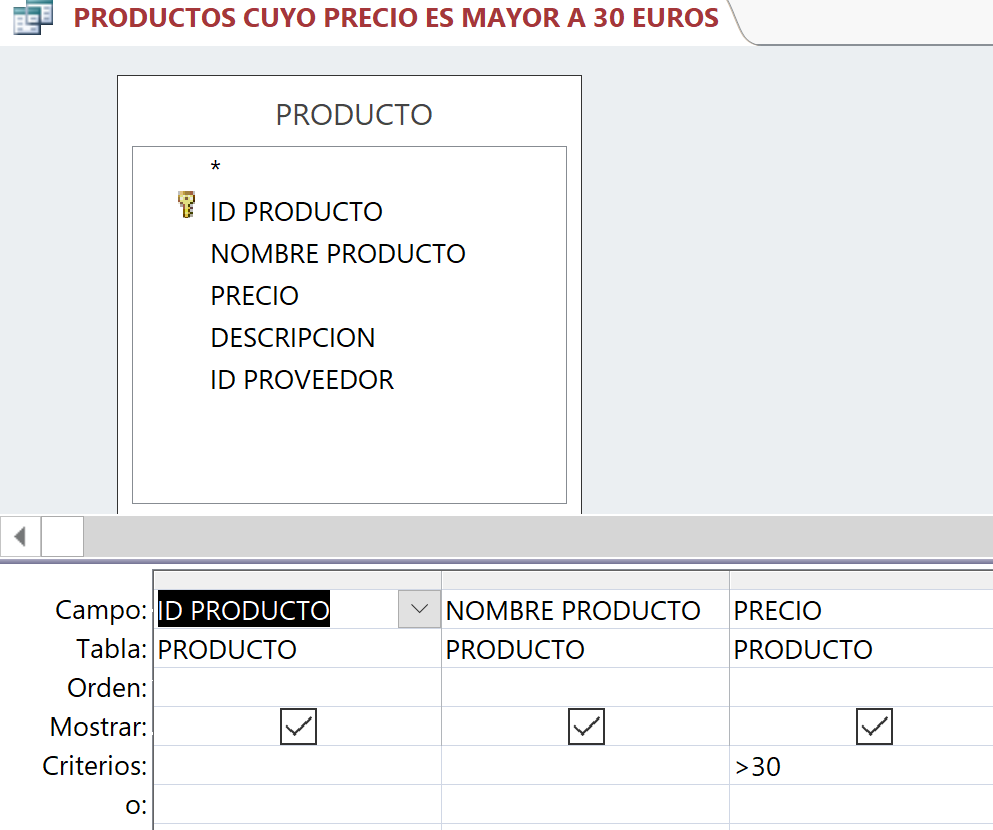 PRODUCTOS CUYO PRECIO ES MAYOR A 30 EUROS
PRODUCTO
*
ID PRODUCTO
NOMBRE PRODUCTO
PRECIO
DESCRIPCION
ID PROVEEDOR
Campo: ID PRODUCTO NOMBRE PRODUCTO PRECIO
Tabla: PRODUCTO PRODUCTO PRODUCTO
Orden:
Mostrar:
Criterios: >30
o: